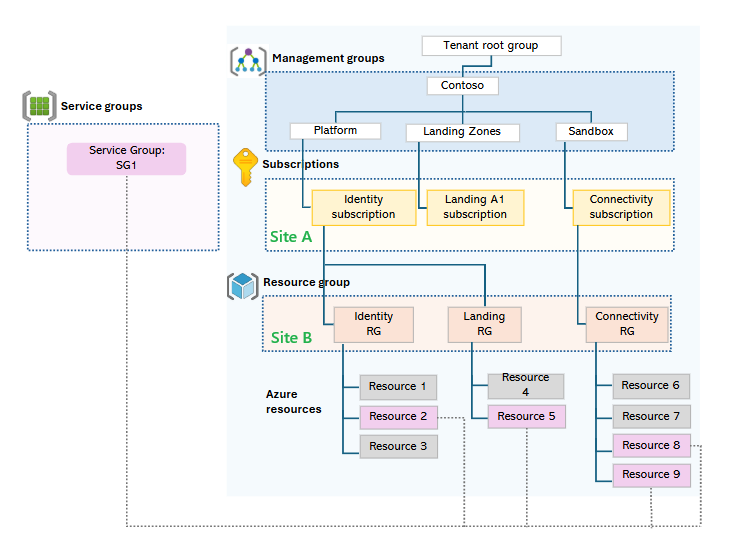 Tenant root group
Management groups
Contoso
Service groups
Platform
Landing Zones
Sandbox
Service Group:
SG1
Subscriptions
Identity
subscription
Landing A1
subscription
Connectivity
subscription
Site A
Resource group
Identity
RG
Landing
RG
Connectivity
RG
Site B
Azure
resources
Resource 1
Resource 2
Resource 3
Resource
4
Resource 5
Resource 6
Resource 7
Resource 8
Resource 9